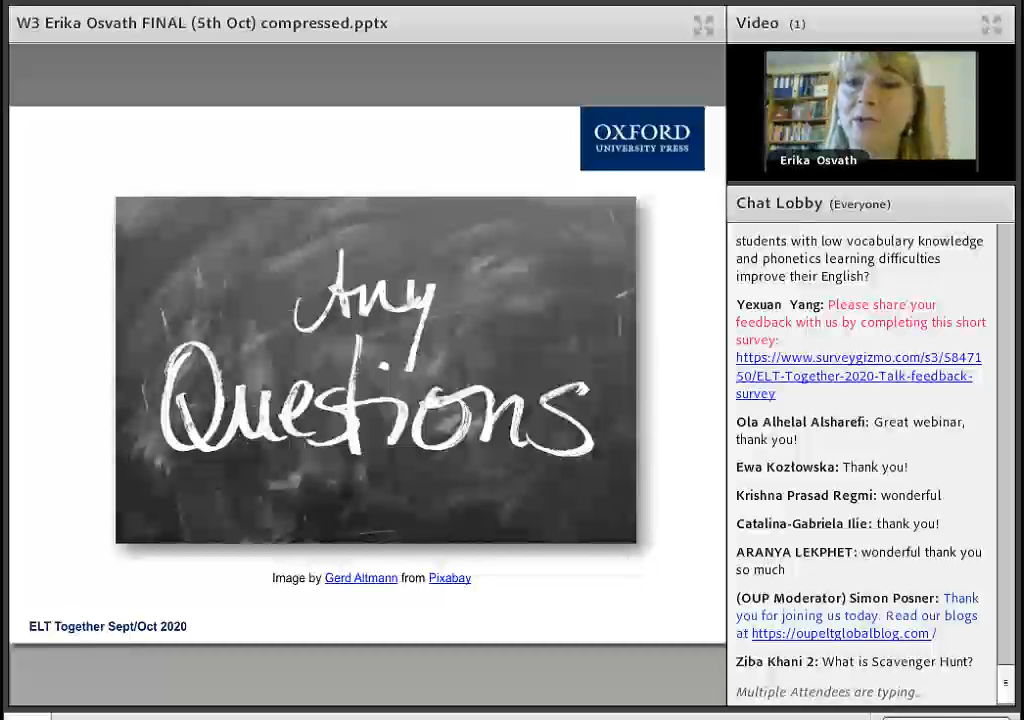 W3 Erika Osvath FINAL (5th Oct) compressed.pptx
OXFORD
UNIVERSITY PRESS
Any
Questions
Image by Gerd Altmann from Pixabay
ELT Together Sept/Oct 2020
Video (1)
Erika Osvath
Chat Lobby (Everyone)
students with low vocabulary knowledge
and phonetics learning difficulties
improve their English?
Yexuan Yang: Please share your
feedback with us by completing this short
survey:
https://www.surveygizmo.com/s3/58471
50/ELT-Together-2020-Talk-feedback-
survey
Ola Alhelal Alsharefi: Great webinar,
thank you!
Ewa Kozłowska: Thank you!
Krishna Prasad Regmi: wonderful
Catalina-Gabriela Ilie: thank you!
ARANYA LEKPHET: wonderful thank you
so much
(OUP Moderator) Simon Posner: Thank
you for joining us today. Read our blogs
at https://oupeltglobalblog.com /
Ziba Khani 2: What is Scavenger Hunt?
Multiple Attendees are typing..